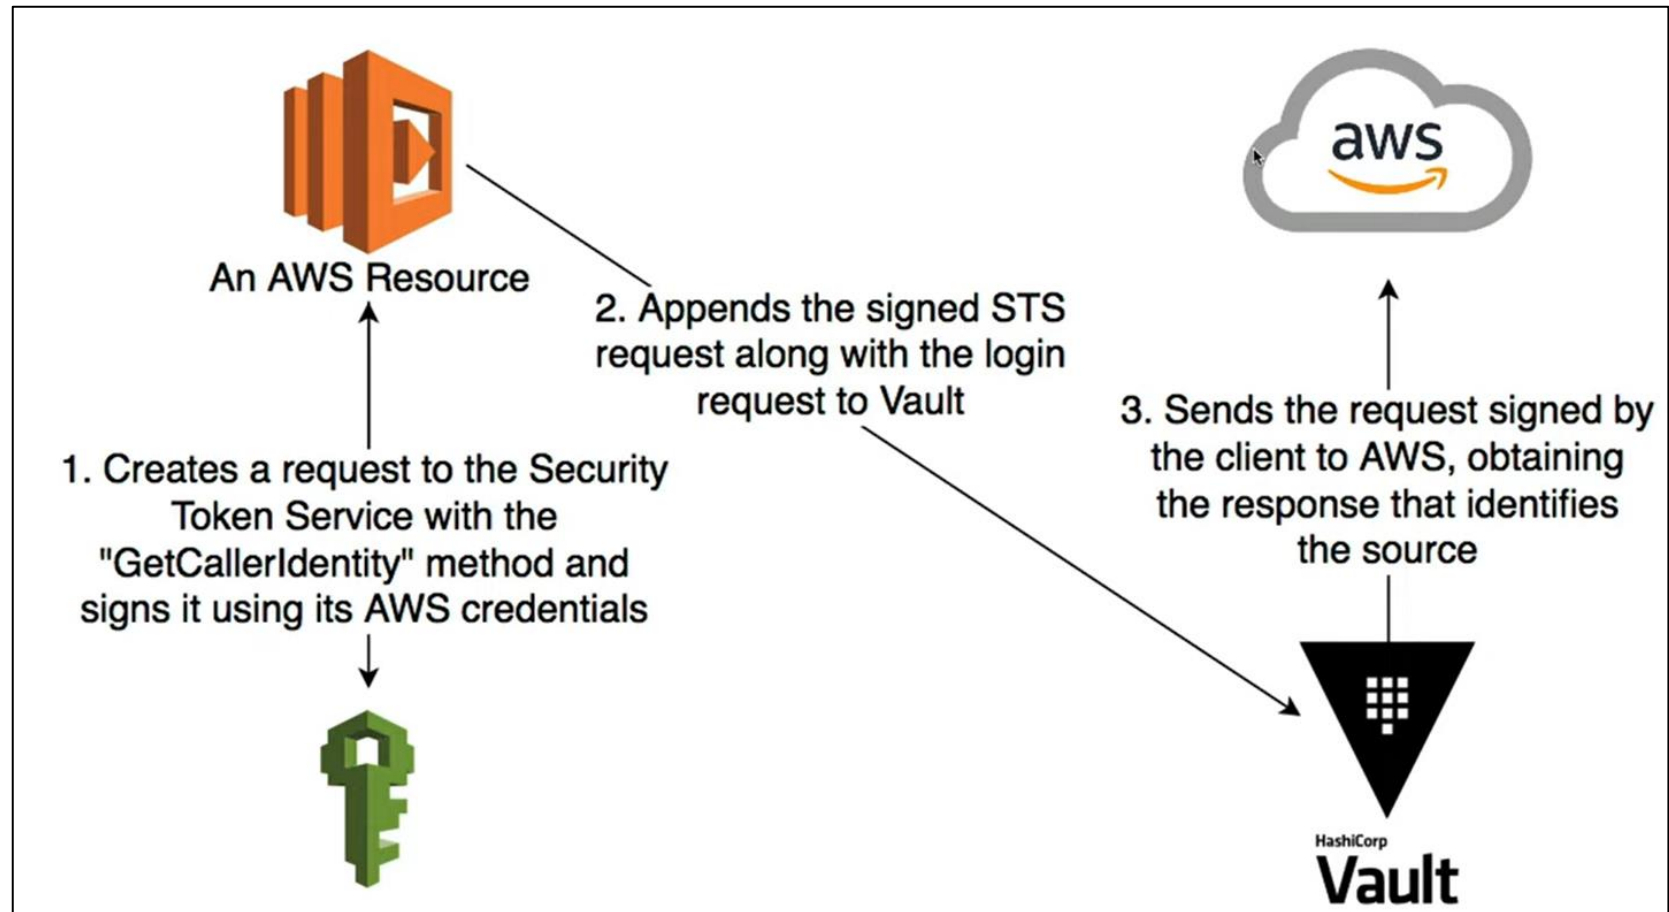 aws
An AWS Resource
2. Appends the signed STS
request along with the login
request to Vault
1. Creates a request to the Security
Token Service with the
"GetCallerIdentity" method and
signs it using its AWS credentials
3. Sends the request signed by
the client to AWS, obtaining
the response that identifies
the source
HashiCorp
Vault